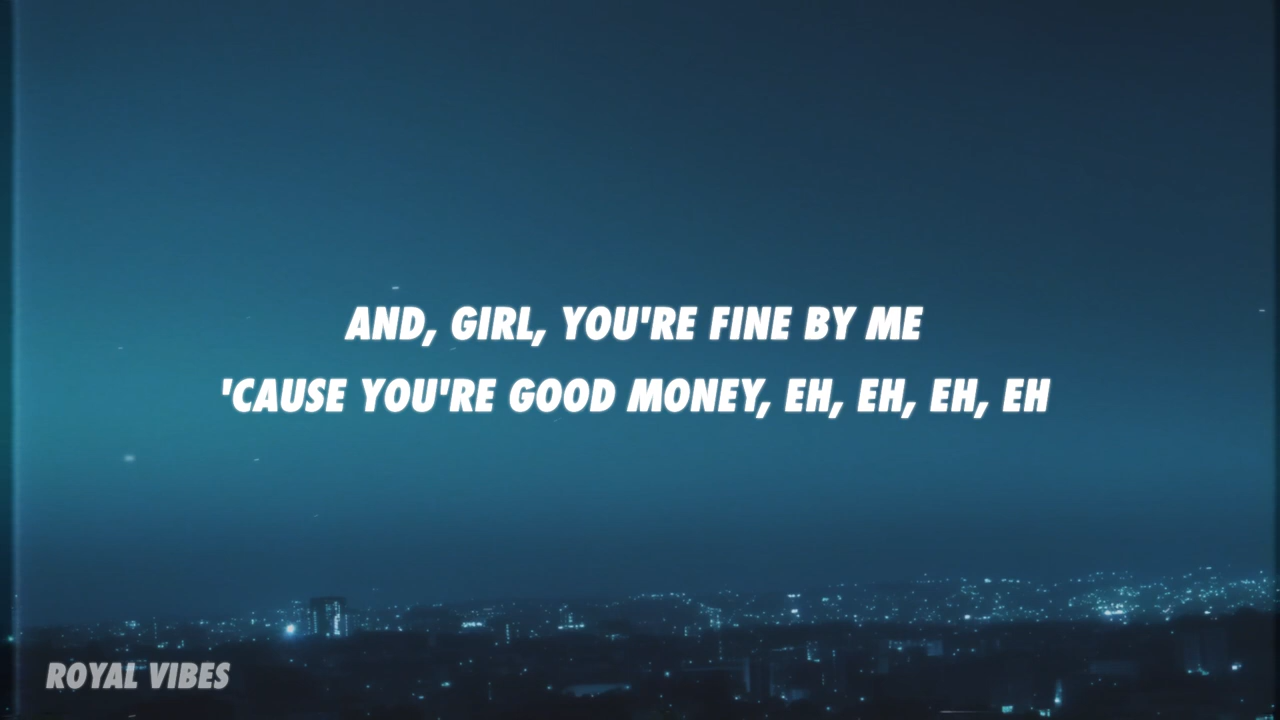 AND, GIRL, YOU'RE FINE BY ME
'CAUSE YOU'RE GOOD MONEY, EH, EH, EH, EH
ROYAL VIBES